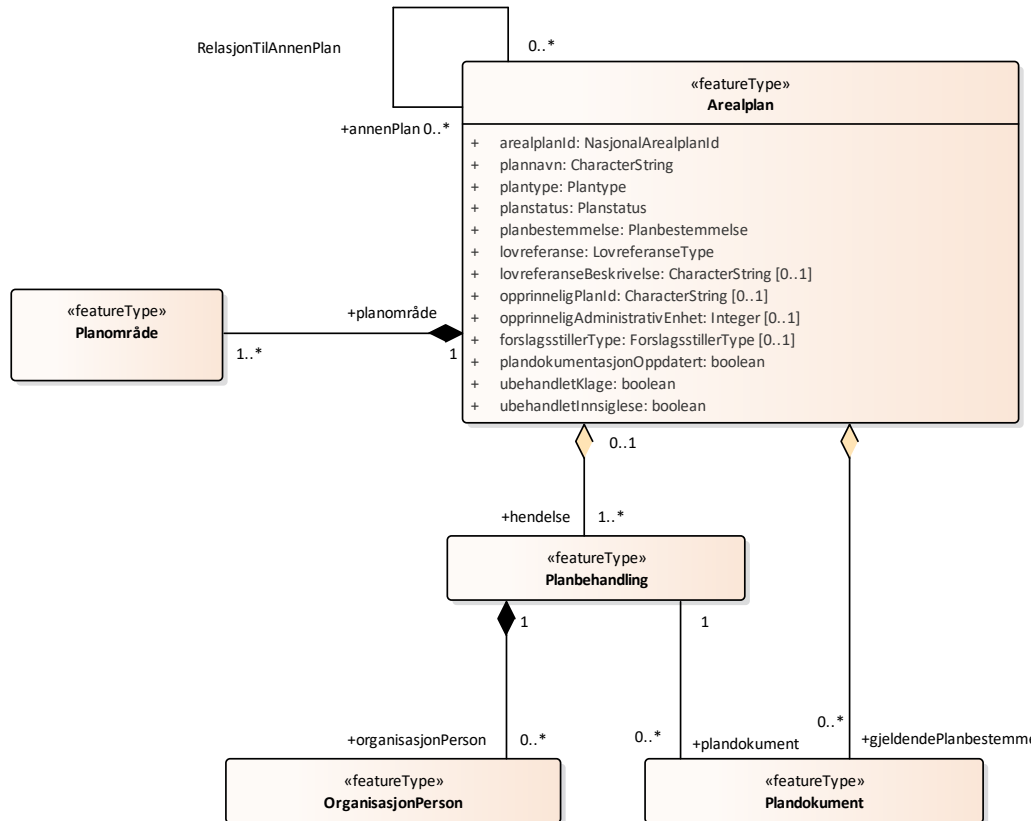 RelasjonTilAnnenPlan
0..*
+annenPlan 0..*
«featureType»
Arealplan
+ arealplanId: NasjonalArealplanId
+ plannavn: CharacterString
+ plantype: Plantype
+ planstatus: Planstatus
+ planbestemmelse: Planbestemmelse
+ lovreferanse: LovreferanseType
+ lovreferanseBeskrivelse: CharacterString [0..1]
+ opprinneligPlanId: CharacterString [0..1]
+ opprinneligAdministrativEnhet: Integer [0..1]
+ forslagsstillerType: ForslagsstillerType [0..1]
+ plandokumentasjonOppdatert: boolean
+ ubehandletKlage: boolean
+ ubehandletInnsiglese: boolean
«featureType»
Planområde
+planområde
1..*
1
0..1
+hendelse 1..*
«featureType»
Planbehandling
1
1
+organisasjonPerson 0..*
0..* +plandokument
0..* +gjeldendePlanbestemme
«featureType»
OrganisasjonPerson
«featureType»
Plandokument